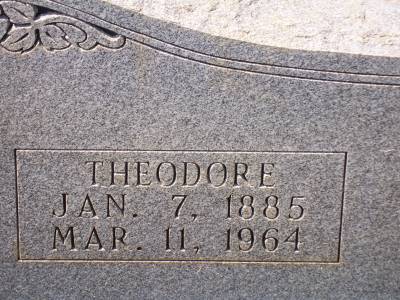 THEODORE
JAN. 7, 1885
MAR. 11, 1964